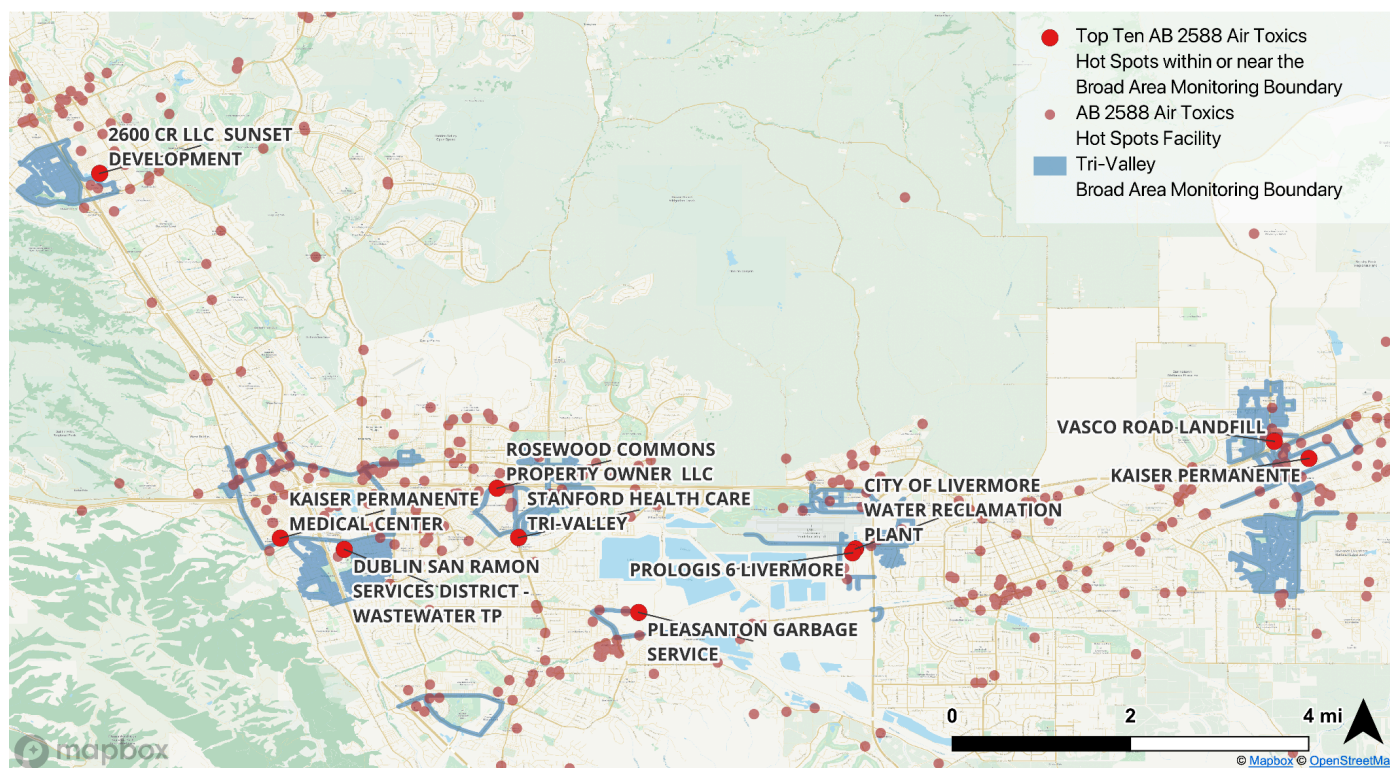 Top Ten AB 2588 Air Toxics
Hot Spots within or near the
Broad Area Monitoring Boundary
AB 2588 Air Toxics
Hot Spots Facility
Tri-Valley
Broad Area Monitoring Boundary
2600 CR LLC SUNSET
DEVELOPMENT
VASCO ROAD LANDFILL
KAISER PERMANENTE
ROSEWOOD COMMONS
PROPERTY OWNER LLC
KAISER PERMANENTE
MEDICAL CENTER
STANFORD HEALTH CARE
TRI-VALLEY
CITY OF LIVERMORE
WATER RECLAMATION
PLANT
PROLOGIS 6 LIVERMORE
DUBLIN SAN RAMON
SERVICES DISTRICT -
WASTEWATER TP
PLEASANTON GARBAGE
SERVICE
0 2 4 mi
mapbox
© Mapbox © OpenStreetMa